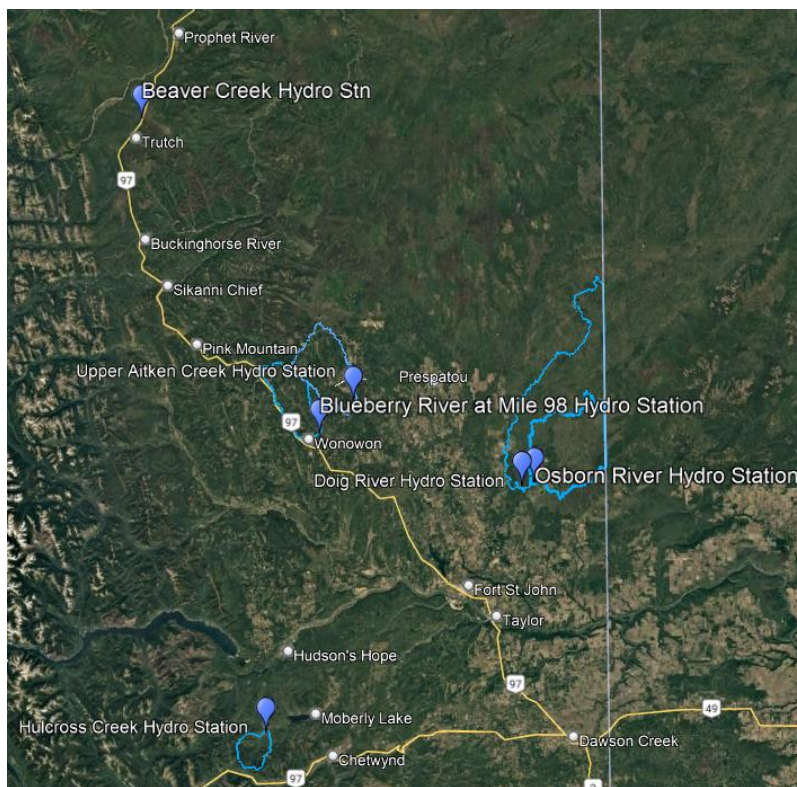 Prophet River
Beaver Creek Hydro Stn
Trutch
97
Buckinghorse River
Sikanni Chief
Pink Mountain
Upper Aitken Creek Hydro Station
Prespatou
Blueberry River at Mile 98 Hydro Station
97
Wonowon
Doig River Hydro Station
Osborn River Hydro Station
Fort St John
Taylor
Hudson's Hope
97
Hulcross Creek Hydro Station
Moberly Lake
49
Dawson Creek
Chetwynd
97
2